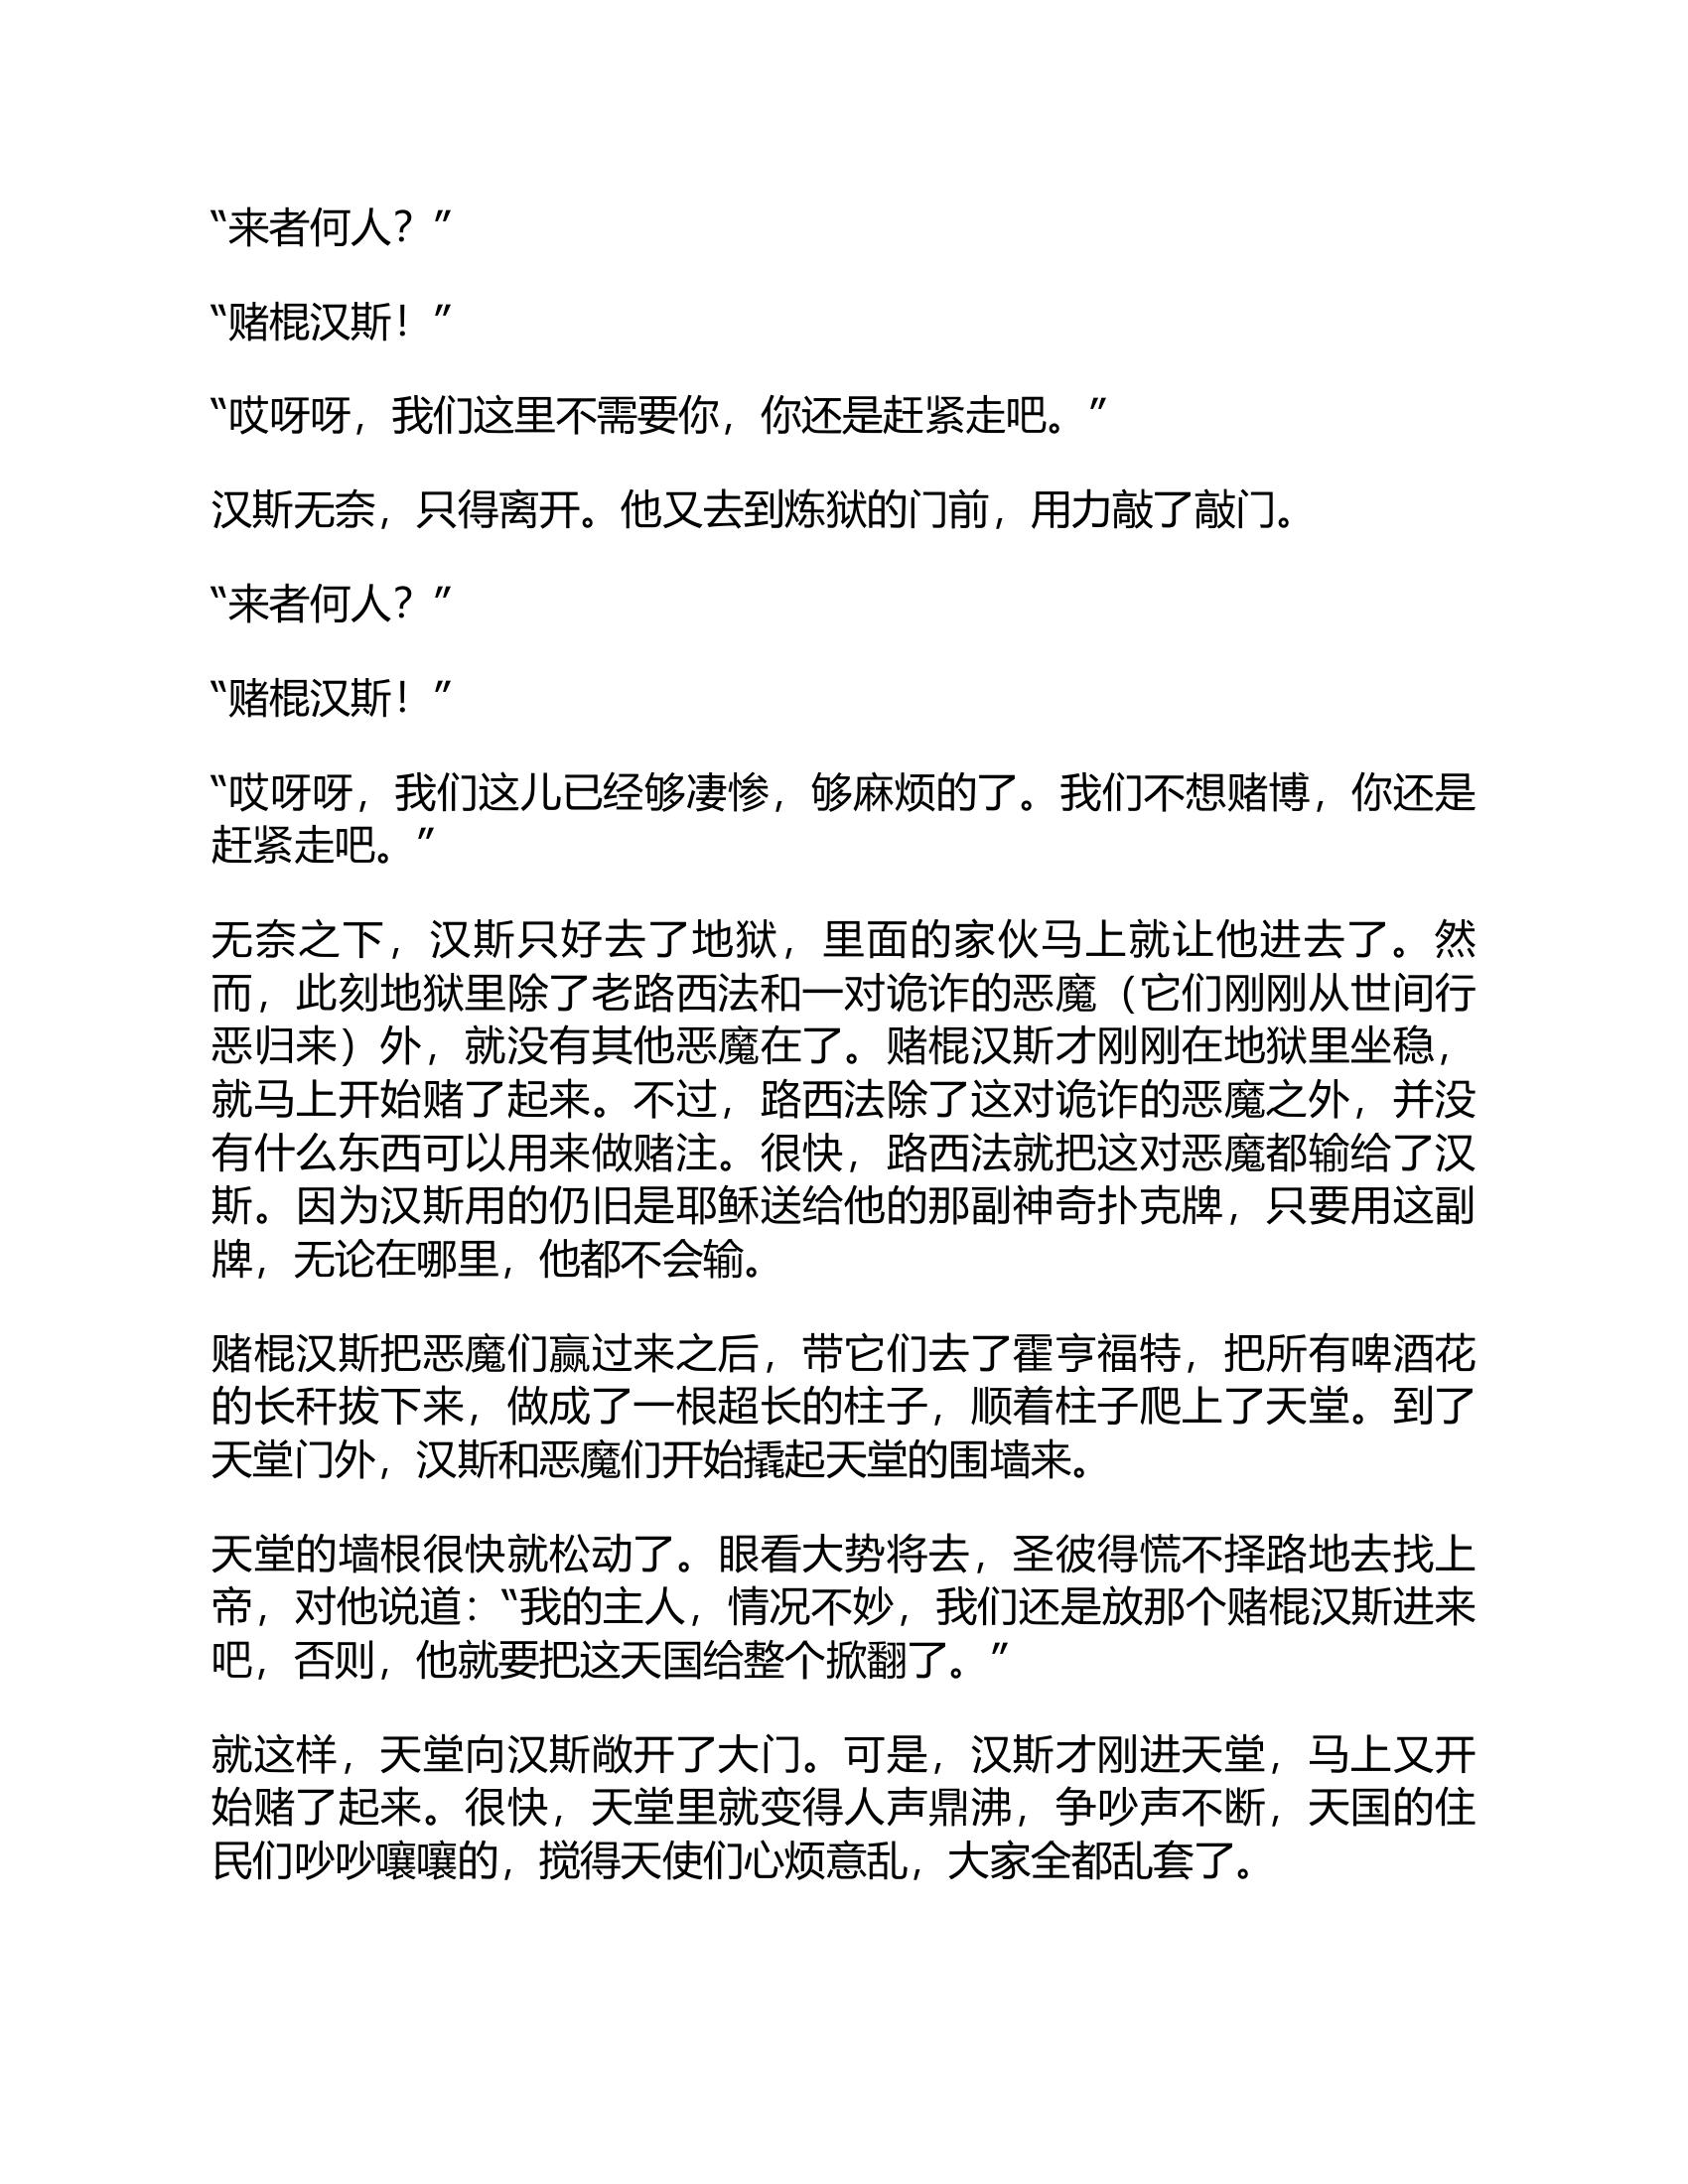 “来者何人？”
“赌棍汉斯！”
“哎呀呀，我们这里不需要你，你还是赶紧走吧。”
汉斯无奈，只得离开。他又去到炼狱的门前，用力敲了敲门。
“来者何人？”
“赌棍汉斯！”
“哎呀呀，我们这儿已经够凄惨，够麻烦的了。我们不想赌博，你还是
赶紧走吧。”
无奈之下，汉斯只好去了地狱，里面的家伙马上就让他进去了。然
而，此刻地狱里除了老路西法和一对诡诈的恶魔（它们刚刚从世间行
恶归来）外，就没有其他恶魔在了。赌棍汉斯才刚刚在地狱里坐稳，
就马上开始赌了起来。不过，路西法除了这对诡诈的恶魔之外，并没
有什么东西可以用来做赌注。很快，路西法就把这对恶魔都输给了汉
斯。因为汉斯用的仍旧是耶稣送给他的那副神奇扑克牌，只要用这副
牌，无论在哪里，他都不会输。
赌棍汉斯把恶魔们赢过来之后，带它们去了霍亨福特，把所有啤酒花
的长秆拔下来，做成了一根超长的柱子，顺着柱子爬上了天堂。到了
天堂门外，汉斯和恶魔们开始撬起天堂的围墙来。
天堂的墙根很快就松动了。眼看大势将去，圣彼得慌不择路地去找上
帝，对他说道：“我的主人，情况不妙，我们还是放那个赌棍汉斯进来
吧，否则，他就要把这天国给整个掀翻了。”
就这样，天堂向汉斯敞开了大门。可是，汉斯才刚进天堂，马上又开
始赌了起来。很快，天堂里就变得人声鼎沸，争吵声不断，天国的住
民们吵吵嚷嚷的，搅得天使们心烦意乱，大家全都乱套了。